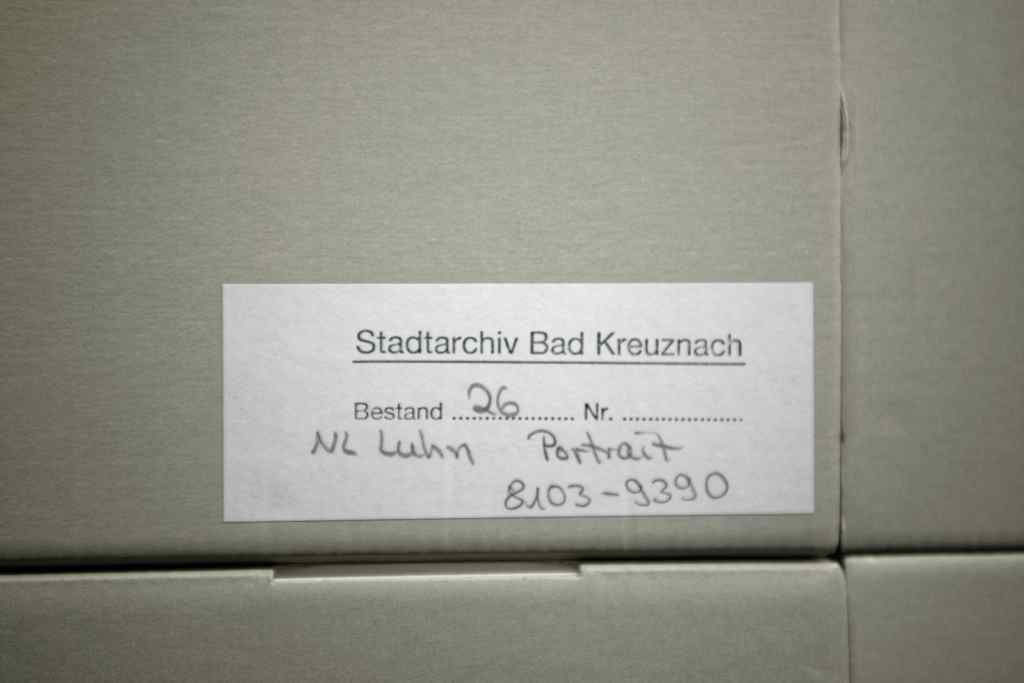 Stadtarchiv Bad Kreuznach
Bestand ...26... Nr. ...................
NL Luhn Portrait
8103-9390